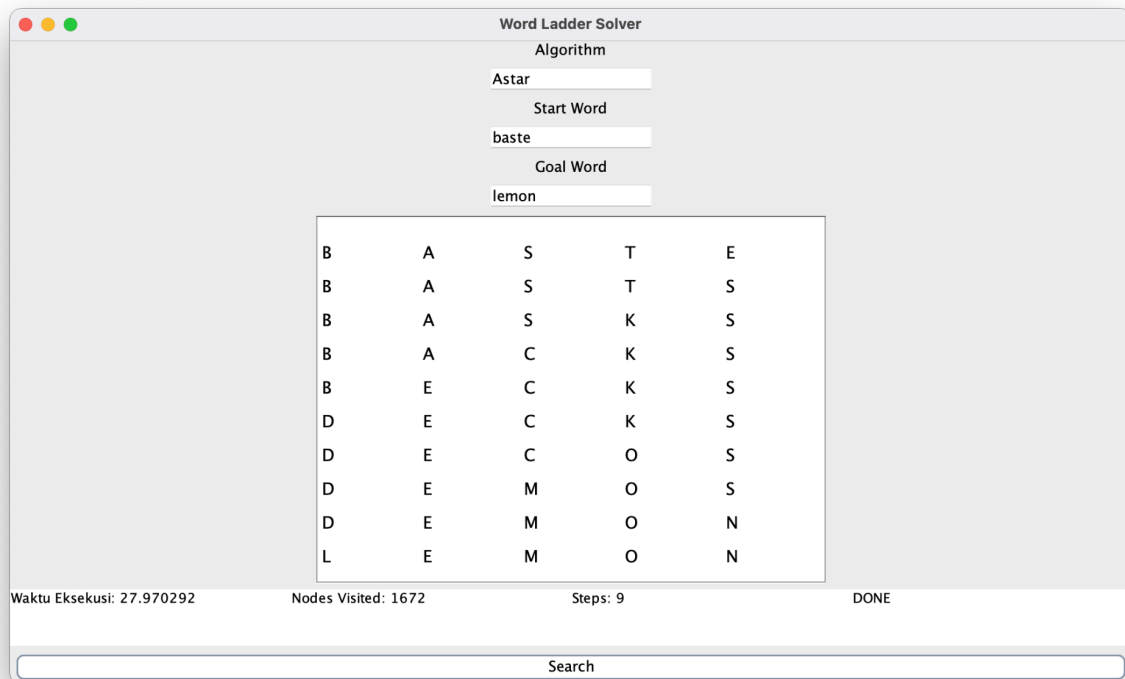 Word Ladder Solver
Algorithm
Astar
Start Word
baste
Goal Word
lemon
B A S T E
B A S T S
B A S K S
B A C K S
B E C K S
D E C K S
D E C O S
D E M O S
D E M O N
L E M O N
Waktu Eksekusi: 27.970292 Nodes Visited: 1672 Steps: 9 DONE
Search